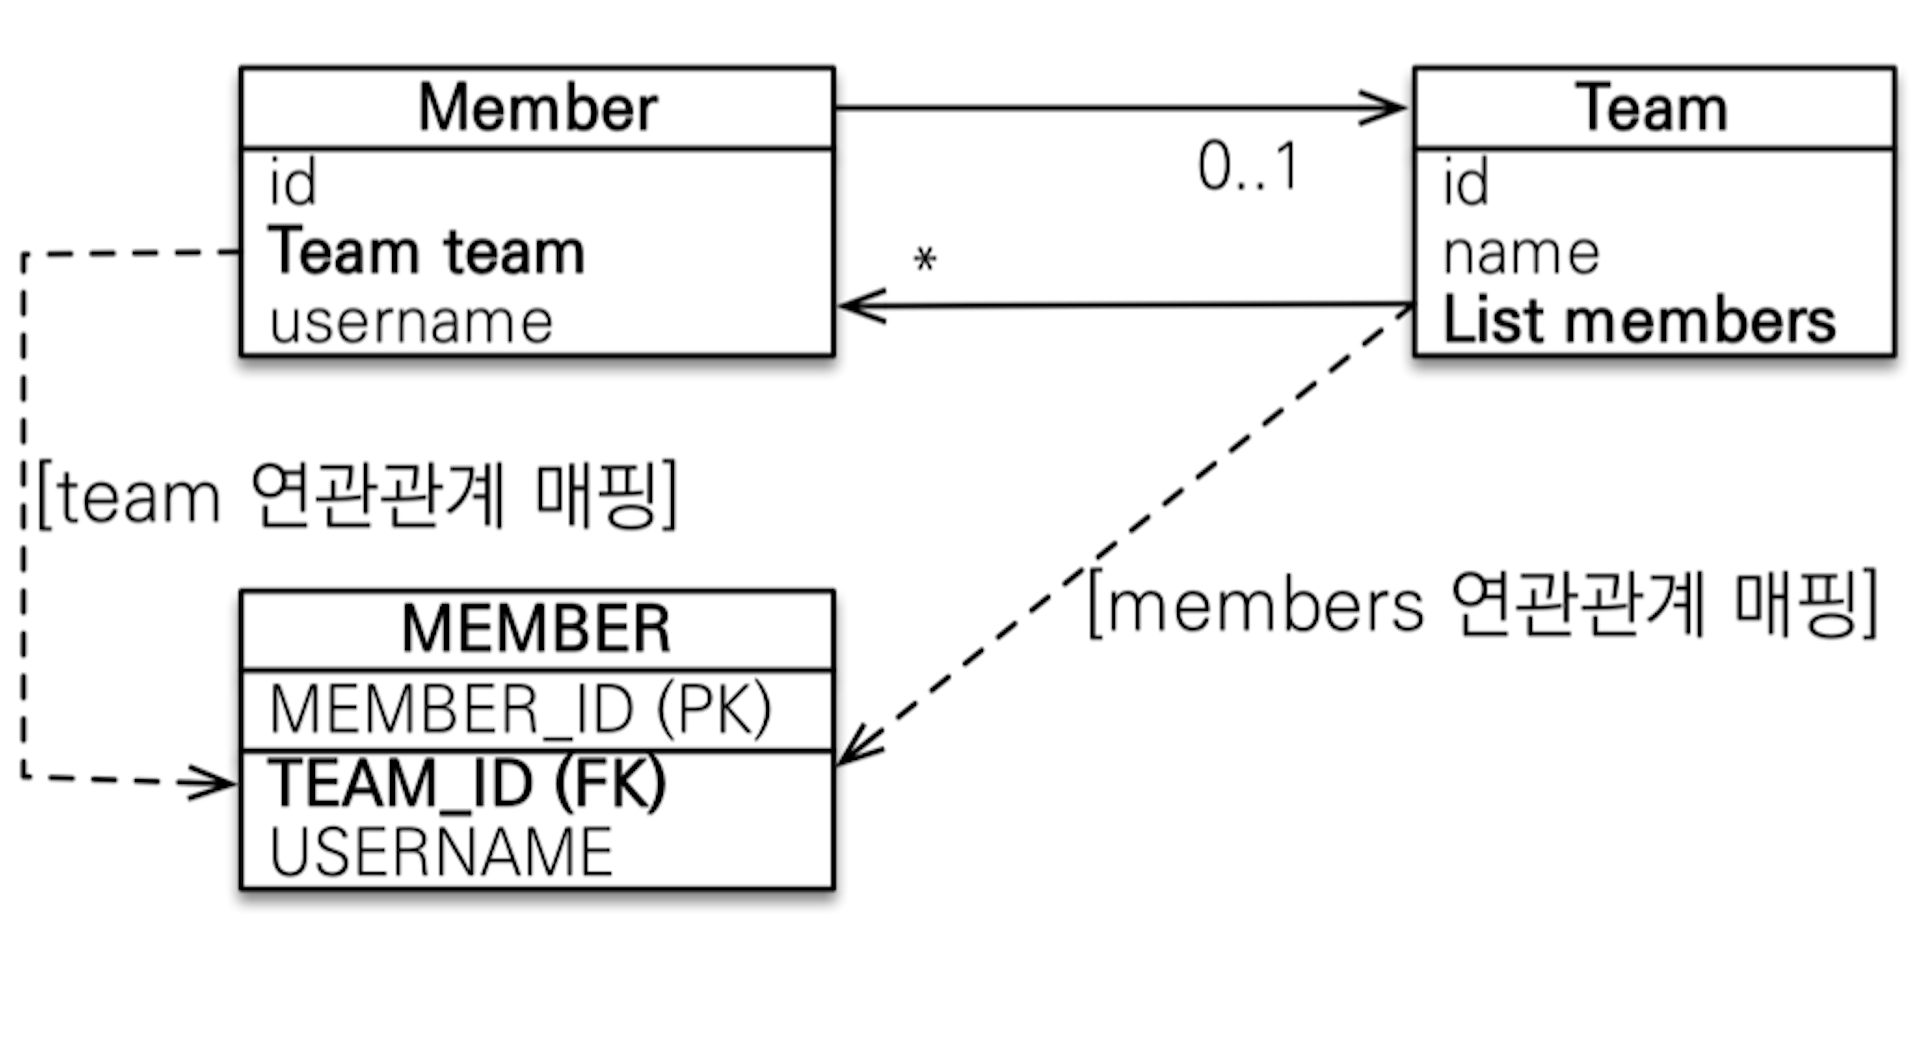 Member
id
Team team
username
0..1
*
Team
id
name
List members
[team 연관관계 매핑]
[members 연관관계 매핑]
MEMBER
MEMBER_ID (PK)
TEAM_ID (FK)
USERNAME